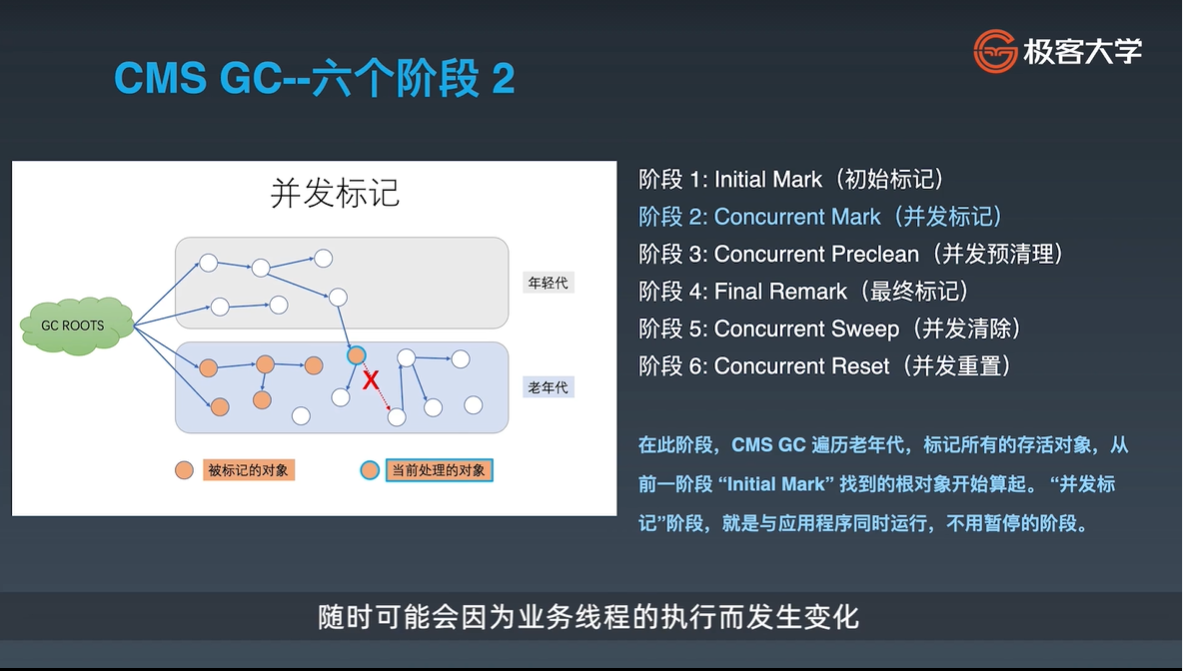 极客大学
CMS GC--六个阶段 2
并发标记
年轻代
GC ROOTS
老年代
X
被标记的对象
当前处理的对象
阶段 1: Initial Mark（初始标记）
阶段 2: Concurrent Mark（并发标记）
阶段 3: Concurrent Preclean（并发预清理）
阶段 4: Final Remark（最终标记）
阶段 5: Concurrent Sweep（并发清除）
阶段 6: Concurrent Reset（并发重置）
在此阶段，CMS GC 遍历老年代，标记所有的存活对象，从
前一阶段 “Initial Mark” 找到的根对象开始算起。 “并发标
记”阶段，就是与应用程序同时运行，不用暂停的阶段。
随时可能会因为业务线程的执行而发生变化